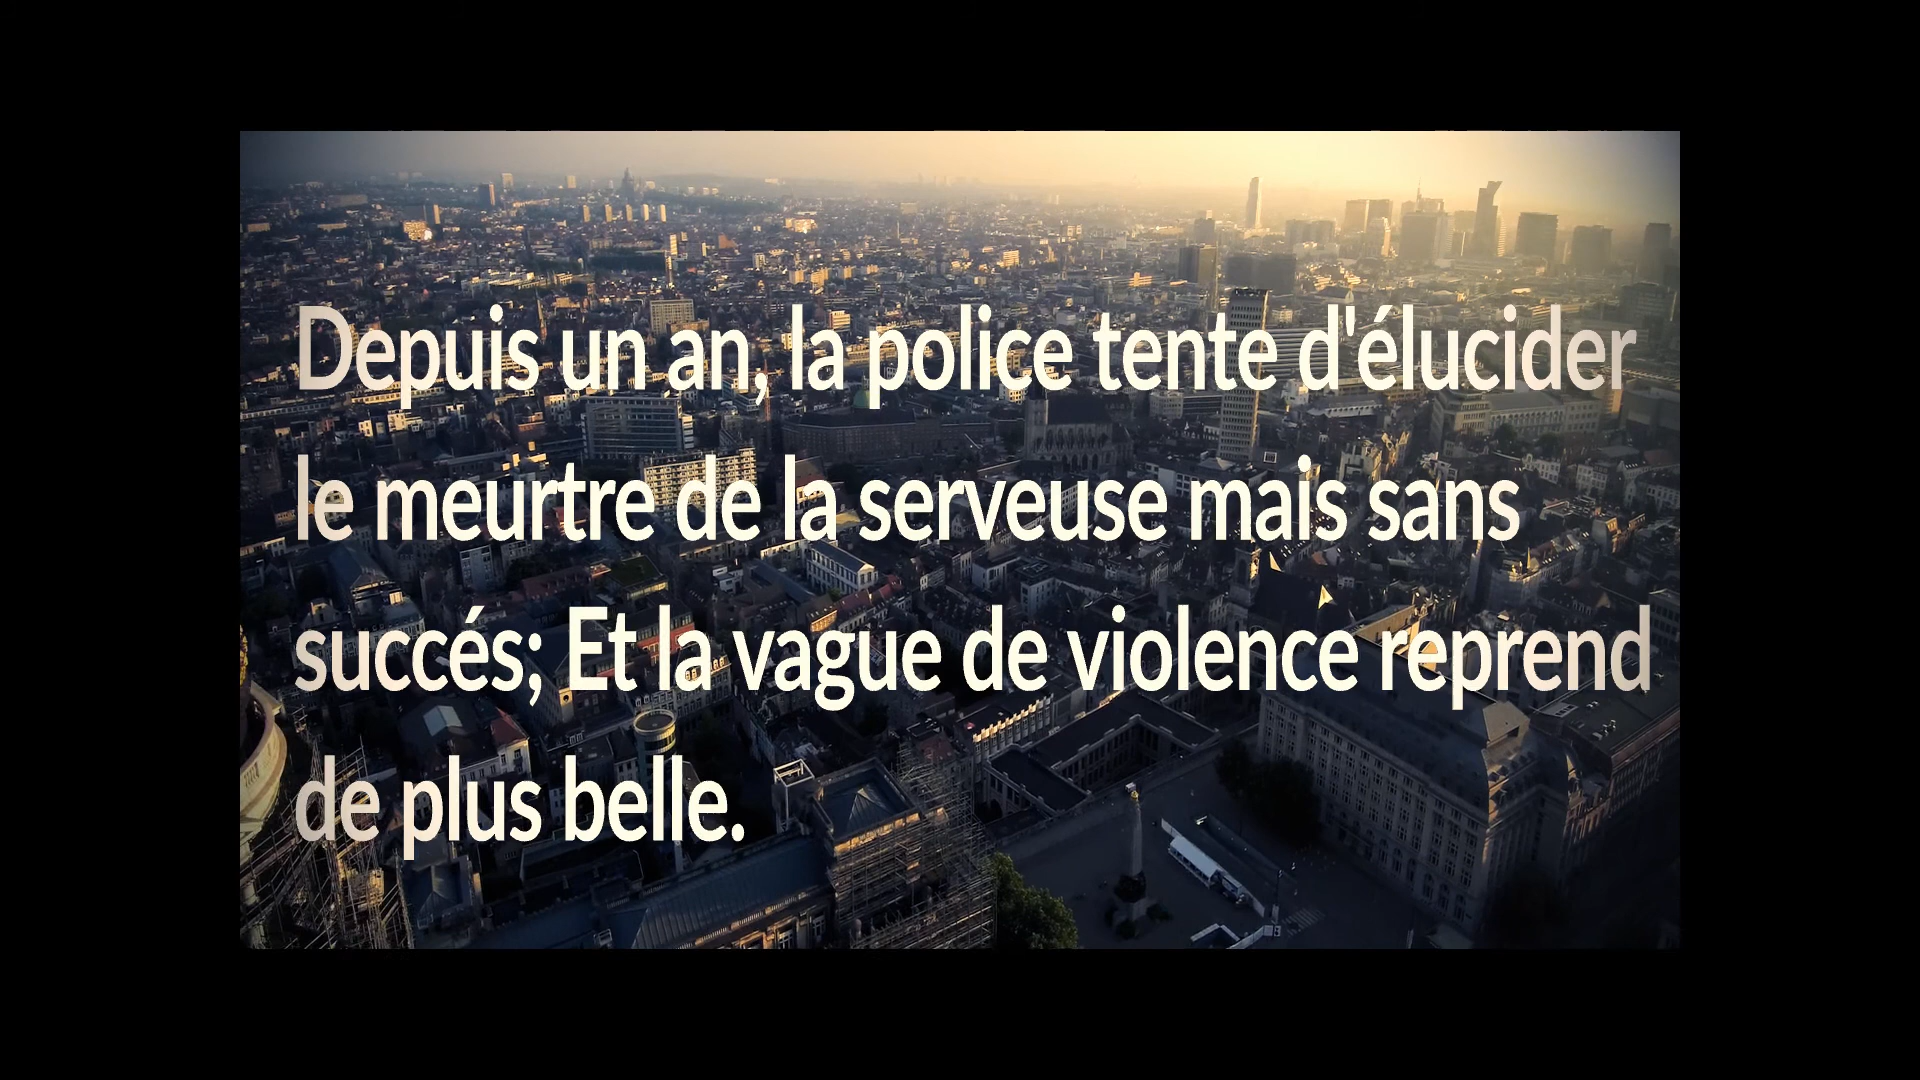 Depuis un an, la police tente d'élucider
le meurtre de la serveuse mais sans
succés; Et la vague de violence reprend
de plus belle.